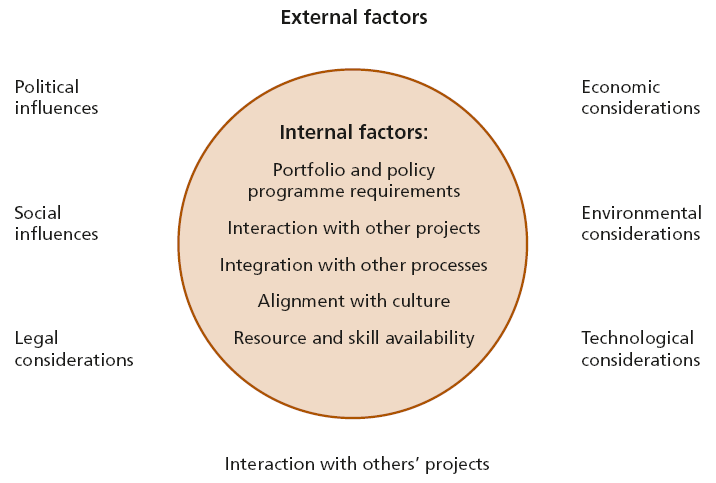 External factors
Political
influences
Economic
considerations
Internal factors:
Portfolio and policy
programme requirements
Social
influences
Interaction with other projects
Environmental
considerations
Integration with other processes
Alignment with culture
Resource and skill availability
Legal
considerations
Technological
considerations
Interaction with others’ projects